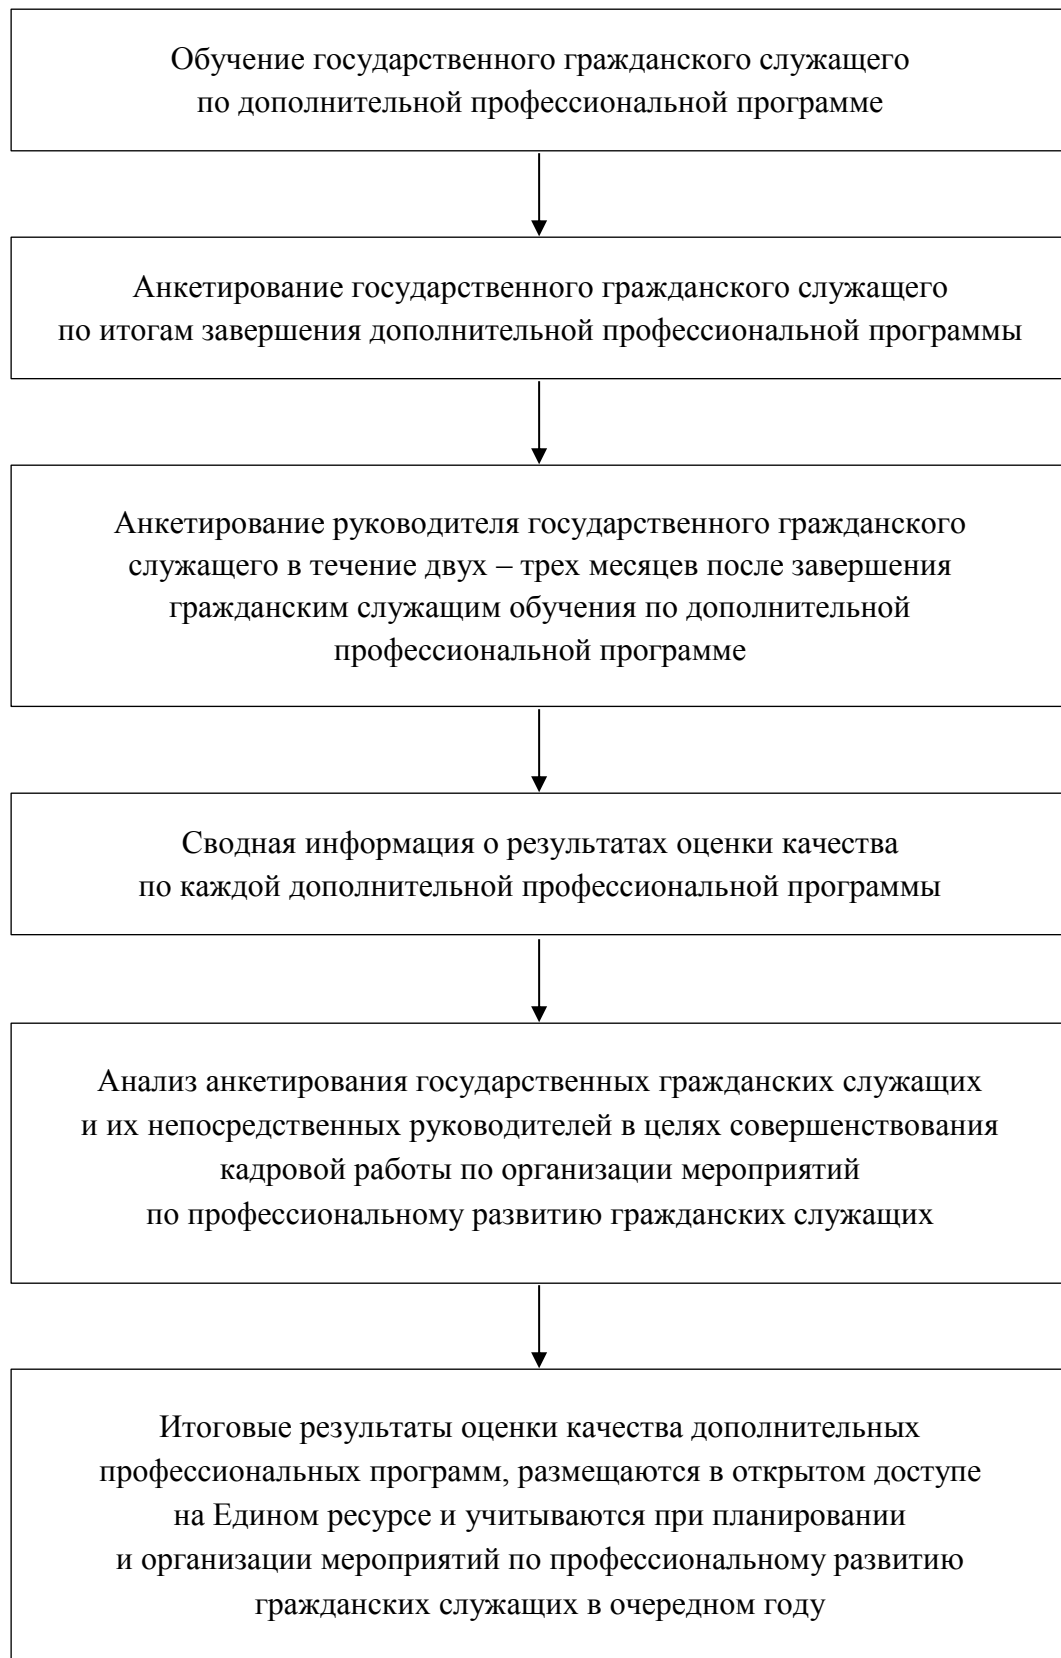 Обучение государственного гражданского служащего
по дополнительной профессиональной программе
Анкетирование государственного гражданского служащего
по итогам завершения дополнительной профессиональной программы
Анкетирование руководителя государственного гражданского
служащего в течение двух – трех месяцев после завершения
гражданским служащим обучения по дополнительной
профессиональной программе
Сводная информация о результатах оценки качества
по каждой дополнительной профессиональной программы
Анализ анкетирования государственных гражданских служащих
и их непосредственных руководителей в целях совершенствования
кадровой работы по организации мероприятий
по профессиональному развитию гражданских служащих
Итоговые результаты оценки качества дополнительных
профессиональных программ, размещаются в открытом доступе
на Едином ресурсе и учитываются при планировании
и организации мероприятий по профессиональному развитию
гражданских служащих в очередном году